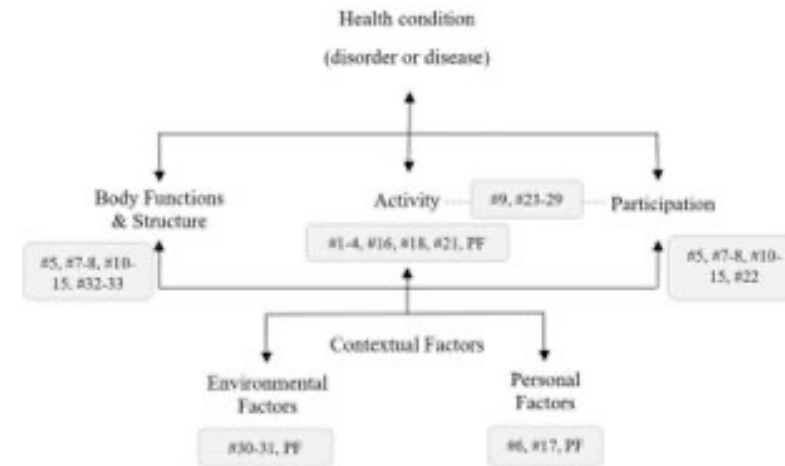 Health condition
(disorder or disease)
Body Functions
& Structure
Activity
#9, #23-29
Participation
#1-4, #16, #18, #21, PF
#5, #7-8, #10-
15, #32-33
#5, #7-8, #10-
15, #22
Contextual Factors
Environmental
Factors
Personal
Factors
#30-31, PF
#6, #17, PF